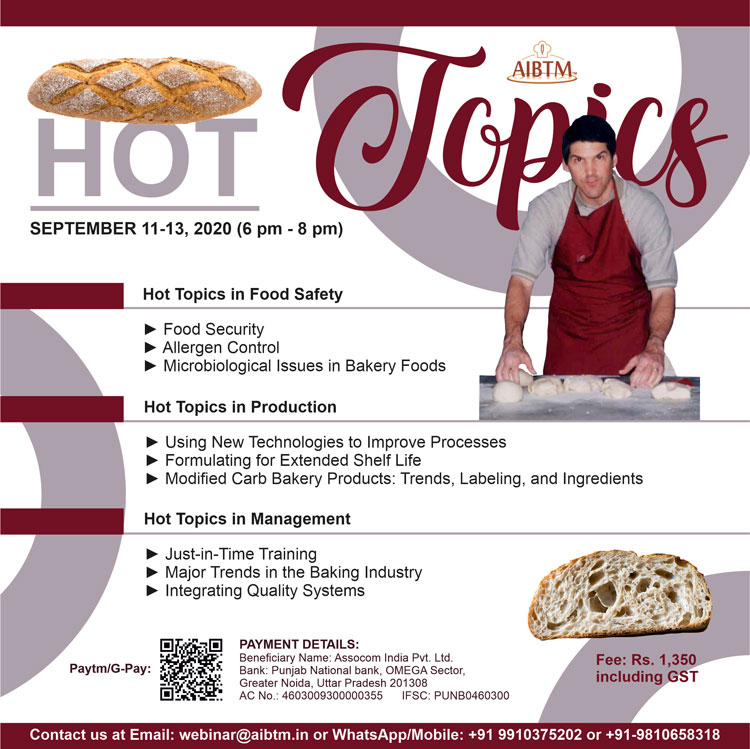 AIBTM
HOT Topics
SEPTEMBER 11-13, 2020 (6 pm - 8 pm)
Hot Topics in Food Safety
► Food Security
► Allergen Control
► Microbiological Issues in Bakery Foods
Hot Topics in Production
► Using New Technologies to Improve Processes
► Formulating for Extended Shelf Life
► Modified Carb Bakery Products: Trends, Labeling, and Ingredients
Hot Topics in Management
► Just-in-Time Training
► Major Trends in the Baking Industry
► Integrating Quality Systems
Paytm/G-Pay:
PAYMENT DETAILS:
Beneficiary Name: Assocom India Pvt. Ltd.
Bank: Punjab National bank, OMEGA Sector,
Greater Noida, Uttar Pradesh 201308
AC No.: 4603009300000355 IFSC: PUNB0460300
Fee: Rs. 1,350
including GST
Contact us at Email: webinar@aibtm.in or WhatsApp/Mobile: +91 9910375202 or +91-9810658318